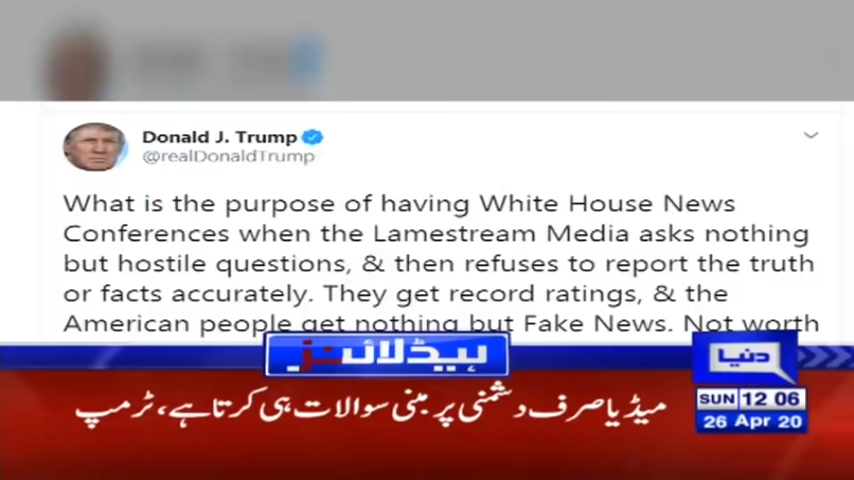 Donald J. Trump
@realDonaldTrump
What is the purpose of having White House News
Conferences when the Lamestream Media asks nothing
but hostile questions, & then refuses to report the truth
or facts accurately. They get record ratings, & the
American people get nothing but Fake News. Not worth
ہیڈلائنز
دنیا
میڈیا صرف دشمنی پر مبنی سوالات ہی کرتا ہے، ٹرمپ
SUN 12 06
26 Apr 20